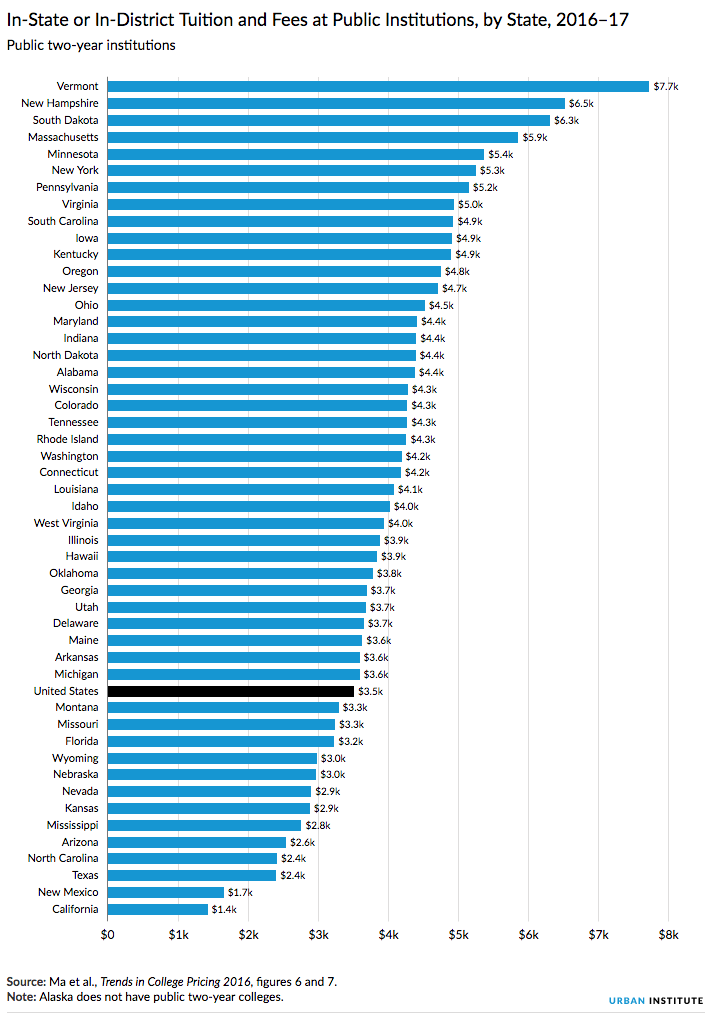 In-State or In-District Tuition and Fees at Public Institutions, by State, 2016–17
Public two-year institutions
Vermont $7.7k
New Hampshire $6.5k
South Dakota $6.3k
Massachusetts $5.9k
Minnesota $5.4k
New York $5.3k
Pennsylvania $5.2k
Virginia $5.0k
South Carolina $4.9k
Iowa $4.9k
Kentucky $4.9k
Oregon $4.8k
New Jersey $4.7k
Ohio $4.5k
Maryland $4.4k
Indiana $4.4k
North Dakota $4.4k
Alabama $4.4k
Wisconsin $4.3k
Colorado $4.3k
Tennessee $4.3k
Rhode Island $4.3k
Washington $4.2k
Connecticut $4.2k
Louisiana $4.1k
Idaho $4.0k
West Virginia $4.0k
Illinois $3.9k
Hawaii $3.9k
Oklahoma $3.8k
Georgia $3.7k
Utah $3.7k
Delaware $3.7k
Maine $3.6k
Arkansas $3.6k
Michigan $3.6k
United States $3.5k
Montana $3.3k
Missouri $3.3k
Florida $3.2k
Wyoming $3.0k
Nebraska $3.0k
Nevada $2.9k
Kansas $2.9k
Mississippi $2.8k
Arizona $2.6k
North Carolina $2.4k
Texas $2.4k
New Mexico $1.7k
California $1.4k
$0 $1k $2k $3k $4k $5k $6k $7k $8k
Source: Ma et al., Trends in College Pricing 2016, figures 6 and 7.
Note: Alaska does not have public two-year colleges.
URBAN INSTITUTE